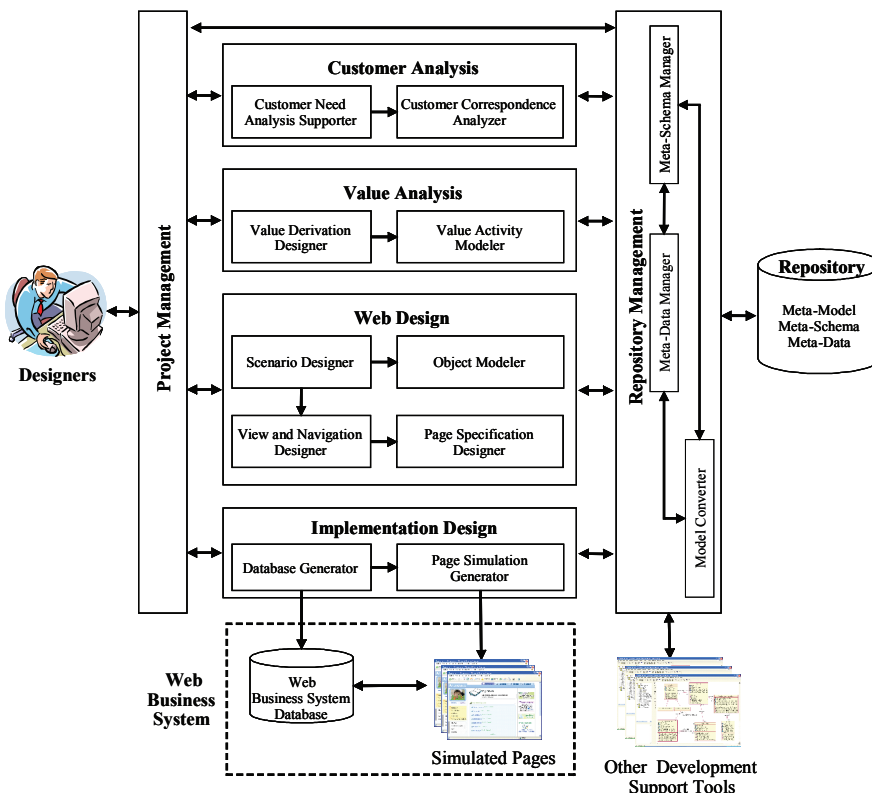 Customer Analysis
Customer Need
Analysis Supporter
Customer Correspondence
Analyzer
Value Analysis
Value Derivation
Designer
Value Activity
Modeler
Web Design
Scenario Designer
Object Modeler
View and Navigation
Designer
Page Specification
Designer
Implementation Design
Database Generator
Page Simulation
Generator
Designers
Project Management
Repository Management
Meta-Schema Manager
Meta-Data Manager
Model Converter
Repository
Meta-Model
Meta-Schema
Meta-Data
Web
Business
System
Web
Business System
Database
Simulated Pages
Other Development
Support Tools